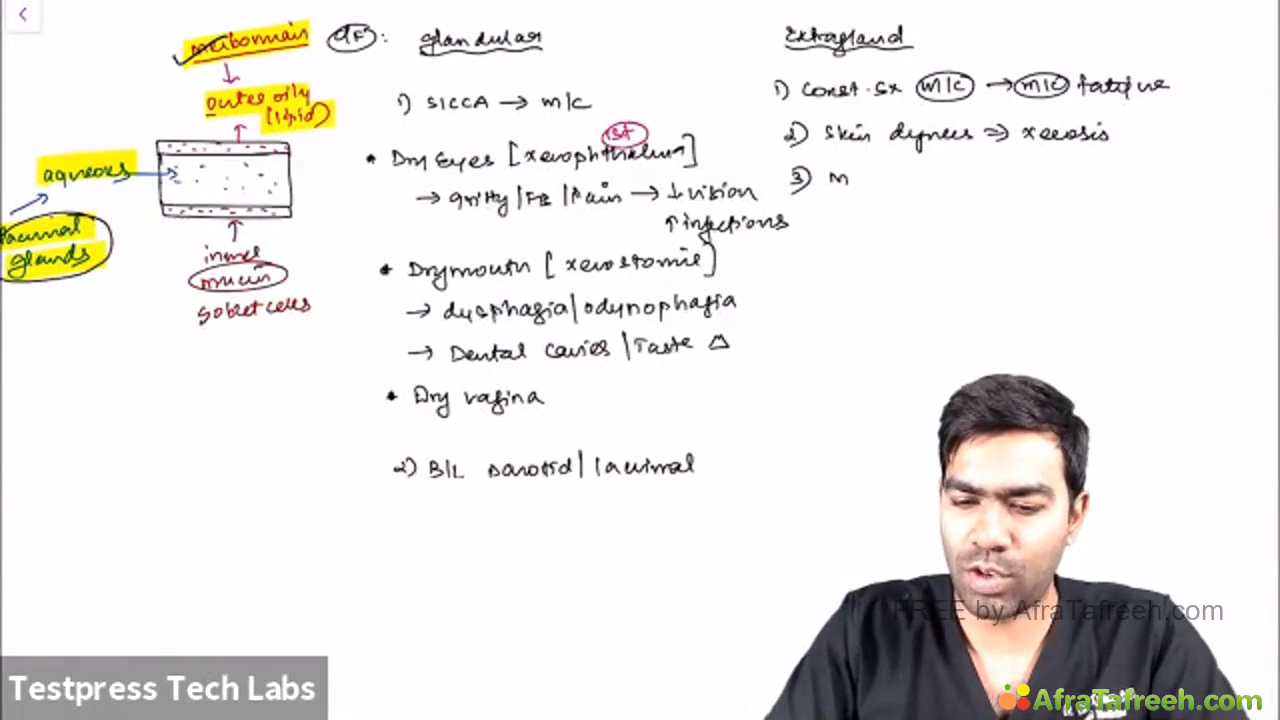 meibomian
outer oily
(lipid)
aqueous
lacrimal
glands
inner
mucin
goblet cells
C/F:
Glandular
1) SICCA → m/c
* Dry Eyes [xerophthalmia]
1st
→ gritty / FB / Pain → ↓ vision
↑ infections
* Dry mouth [xerostomia]
→ dysphagia / odynophagia
→ Dental caries / Taste Δ
* Dry vagina
2) B/L parotid / lacrimal
Extragland
1) Const. Sx (m/c) → (m/c) fatigue
2) Skin dryness ⇒ xerosis
3) m
FREE by AfraTafreeh.com
Testpress Tech Labs
AfraTafreeh.com